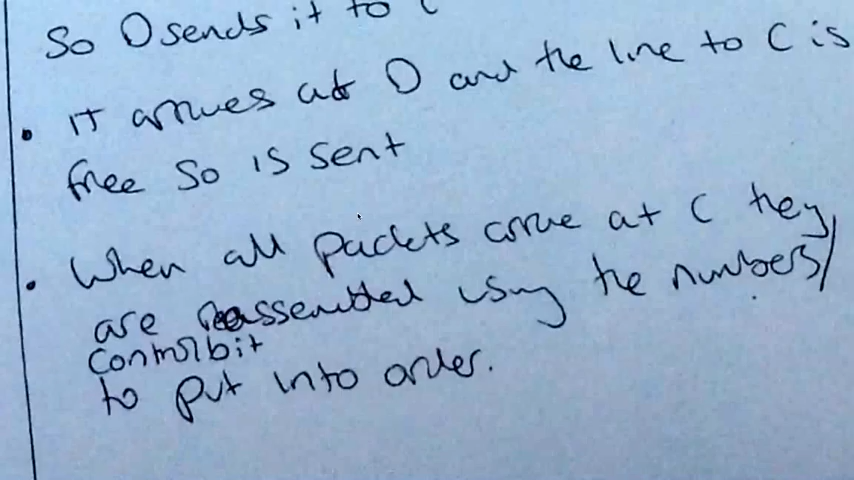 So D sends it to C
• It arrives at D and the line to C is
free so is sent
• When all packets arrive at C they
are reassembled using the numbers/
control bit
to put into order.